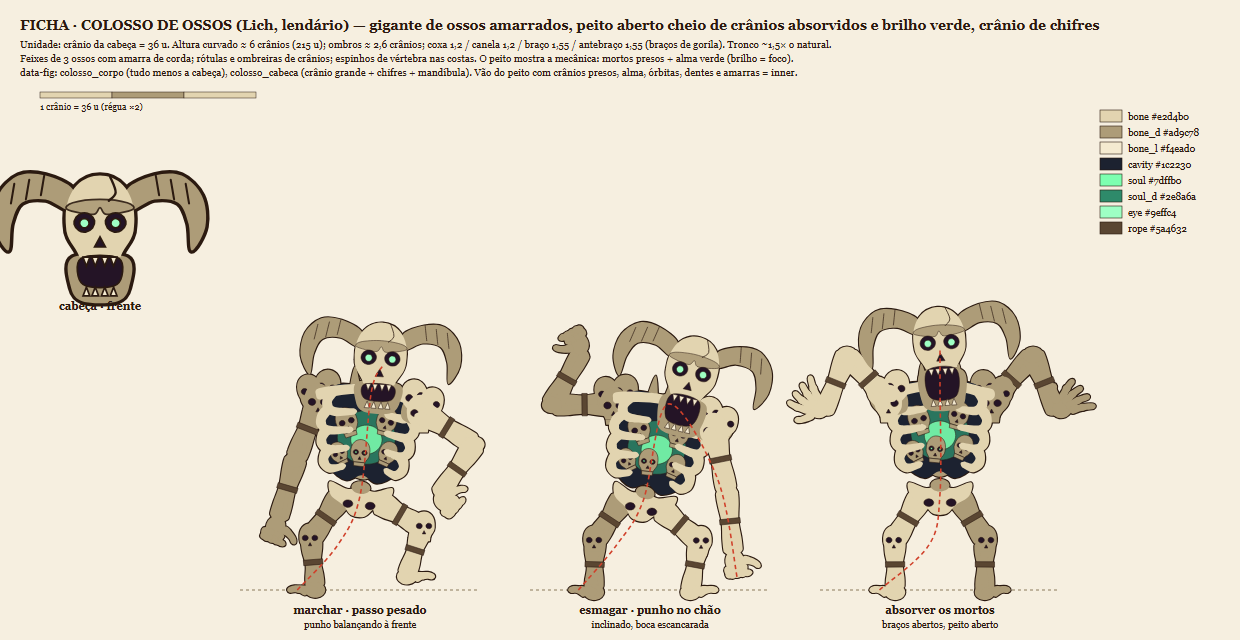 FICHA · COLOSSO DE OSSOS (Lich, lendário) — gigante de ossos amarrados, peito aberto cheio de crânios absorvidos e brilho verde, crânio de chifres
Unidade: crânio da cabeça = 36 u. Altura curvado ≈ 6 crânios (215 u); ombros ≈ 2,6 crânios; coxa 1,2 / canela 1,2 / braço 1,55 / antebraço 1,55 (braços de gorila). Tronco ~1,5× o natural.
Feixes de 3 ossos com amarra de corda; rótulas e ombreiras de crânios; espinhos de vértebra nas costas. O peito mostra a mecânica: mortos presos + alma verde (brilho = foco).
data-fig: colosso_corpo (tudo menos a cabeça), colosso_cabeca (crânio grande + chifres + mandíbula). Vão do peito com crânios presos, alma, órbitas, dentes e amarras = inner.
1 crânio = 36 u (régua ×2)
bone #e2d4b0
bone_d #ad9c78
bone_l #f4ead0
cavity #1c2230
soul #7dffb0
soul_d #2e8a6a
eye #9effc4
rope #5a4632
cabeça · frente
marchar · passo pesado
punho balançando à frente
esmagar · punho no chão
inclinado, boca escancarada
absorver os mortos
braços abertos, peito aberto